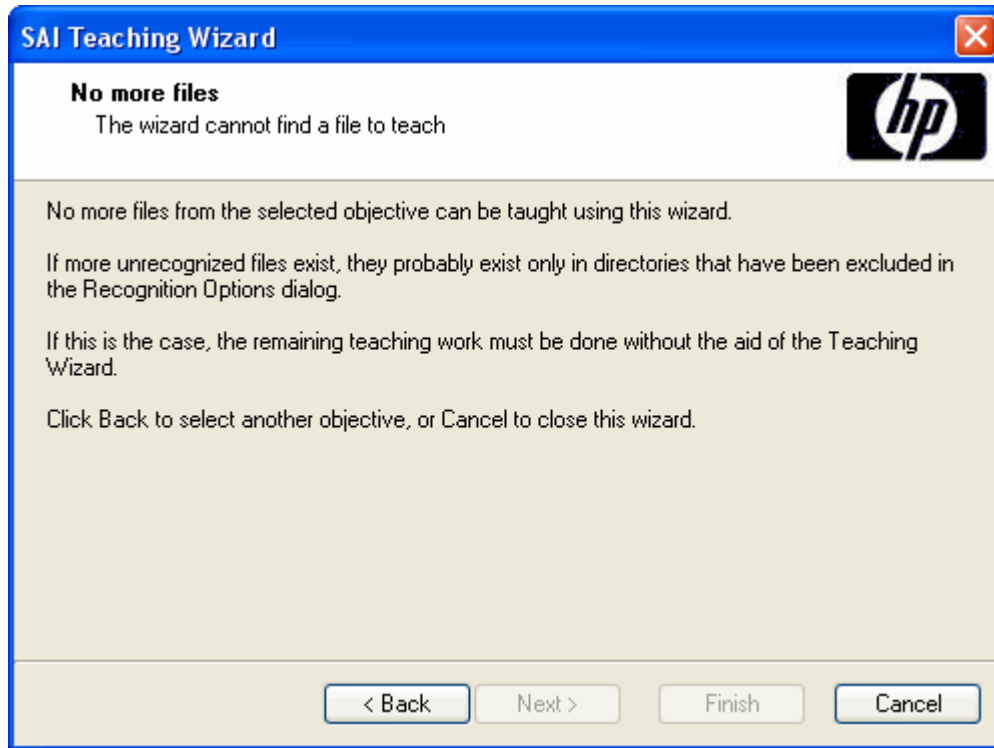 SAI Teaching Wizard
No more files
The wizard cannot find a file to teach
hp
No more files from the selected objective can be taught using this wizard.
If more unrecognized files exist, they probably exist only in directories that have been excluded in
the Recognition Options dialog.
If this is the case, the remaining teaching work must be done without the aid of the Teaching
Wizard.
Click Back to select another objective, or Cancel to close this wizard.
< Back Next > Finish Cancel